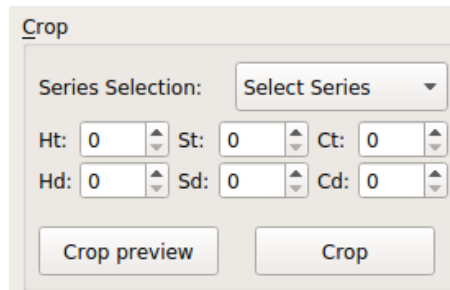 Crop
Series Selection: Select Series
Ht: 0 St: 0 Ct: 0
Hd: 0 Sd: 0 Cd: 0
Crop preview Crop